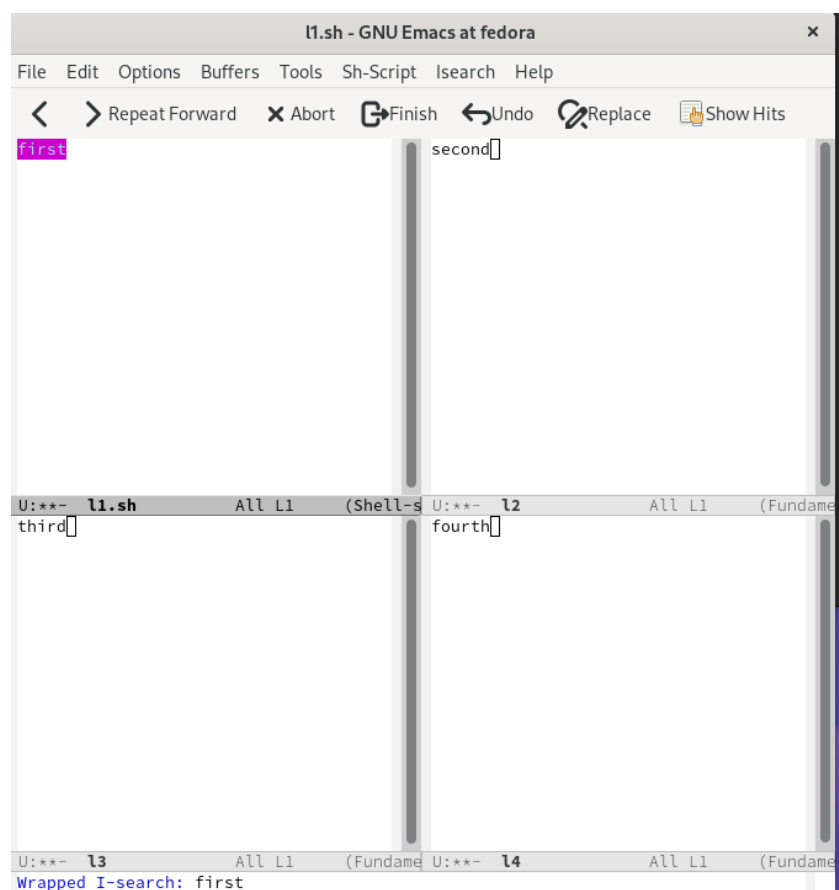 l1.sh - GNU Emacs at fedora ×
File Edit Options Buffers Tools Sh-Script Isearch Help
Repeat Forward Abort Finish Undo Replace Show Hits
first
second
U:**- l1.sh All L1 (Shell-s
U:**- l2 All L1 (Fundame
third
fourth
U:**- l3 All L1 (Fundame
U:**- l4 All L1 (Fundame
Wrapped I-search: first